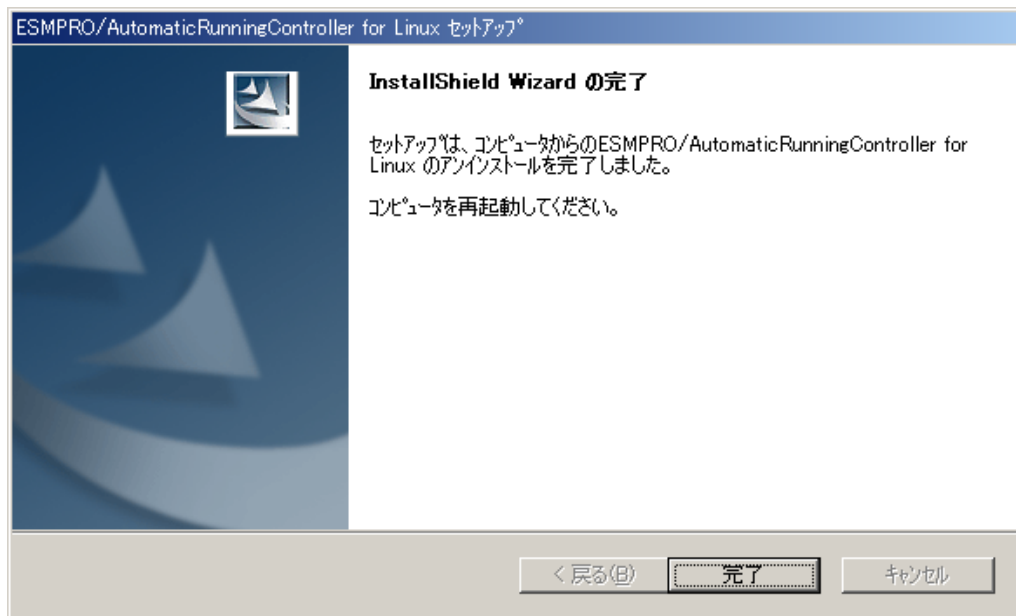 ESMPRO/AutomaticRunningController for Linux セットアップ
InstallShield Wizard の完了
セットアップは、コンピュータからのESMPRO/AutomaticRunningController for
Linux のアンインストールを完了しました。
コンピュータを再起動してください。
< 戻る(B)
完了
キャンセル